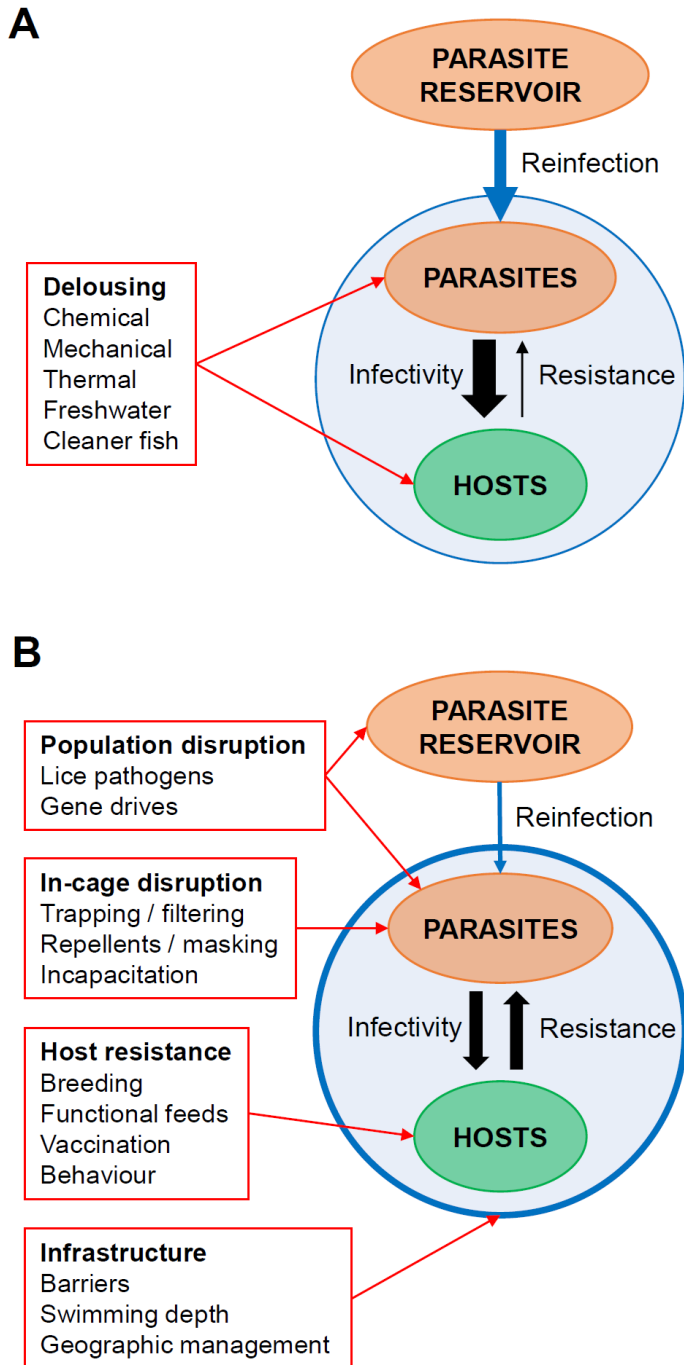 A
PARASITE
RESERVOIR
Reinfection
PARASITES
Delousing
Chemical
Mechanical
Thermal
Freshwater
Cleaner fish
Infectivity
Resistance
HOSTS
B
PARASITE
RESERVOIR
Population disruption
Lice pathogens
Gene drives
Reinfection
In-cage disruption
Trapping / filtering
Repellents / masking
Incapacitation
PARASITES
Infectivity
Resistance
Host resistance
Breeding
Functional feeds
Vaccination
Behaviour
HOSTS
Infrastructure
Barriers
Swimming depth
Geographic management